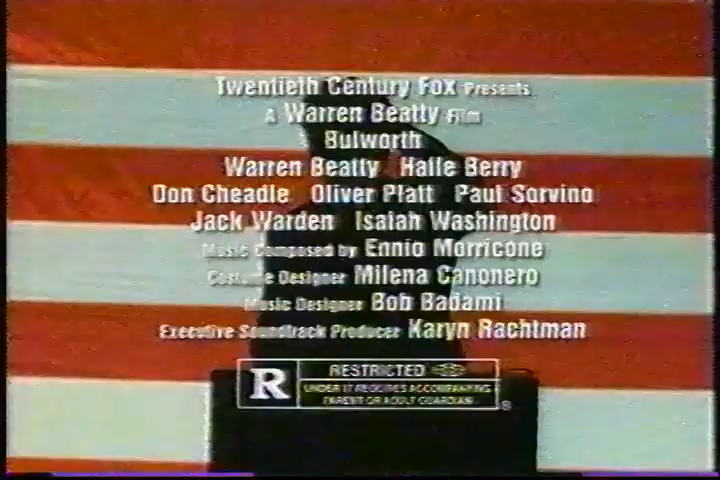 Twentieth Century Fox Presents
A Warren Beatty Film
Bulworth
Warren Beatty Halle Berry
Don Cheadle Oliver Platt Paul Sorvino
Jack Warden Isaiah Washington
Music Composed by Ennio Morricone
Costume Designer Milena Canonero
Music Designer Bob Badami
Executive Soundtrack Producer Karyn Rachtman
R RESTRICTED
UNDER 17 REQUIRES ACCOMPANYING
PARENT OR ADULT GUARDIAN
®